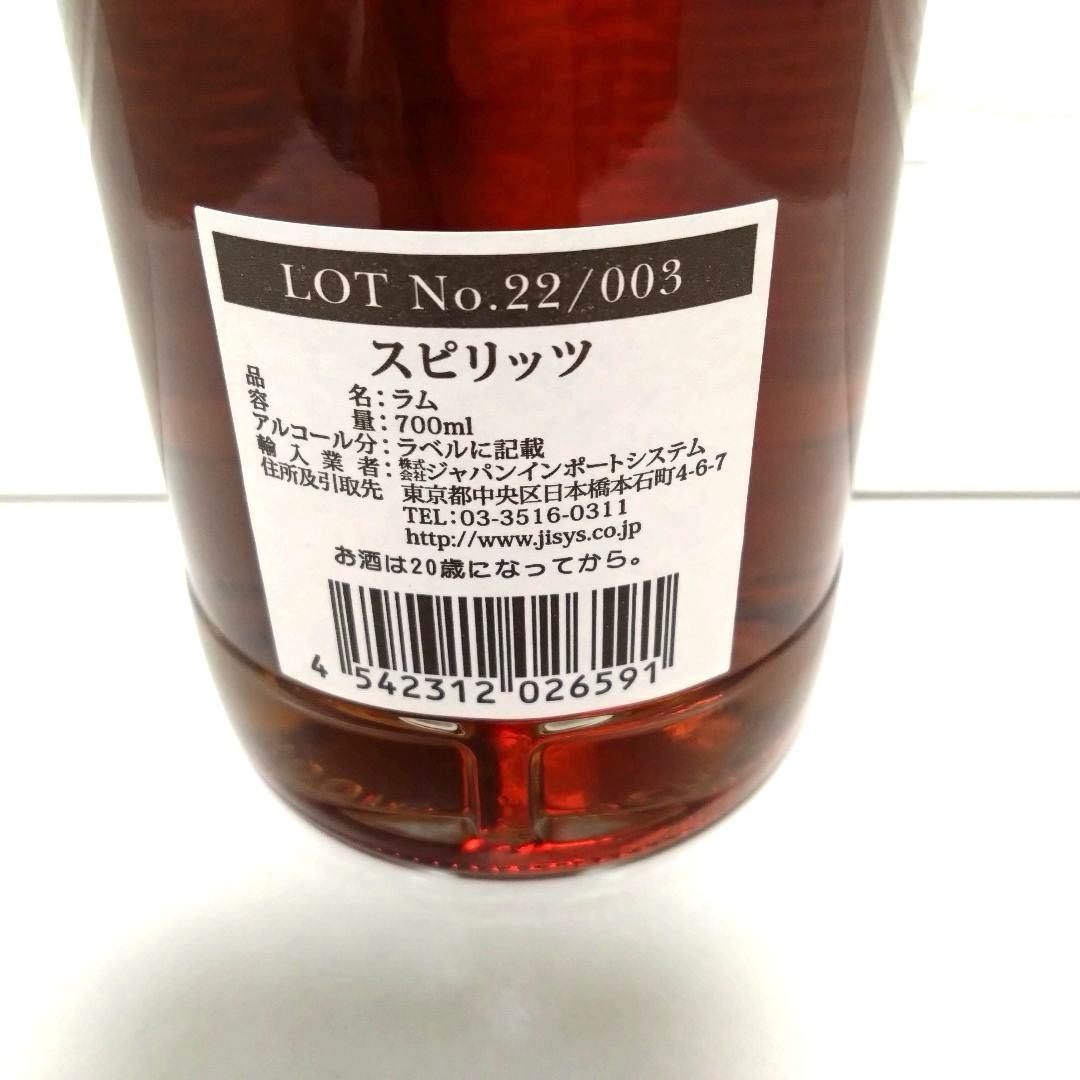 LOT No.22/003
スピリッツ
品名:ラム
容量:700ml
アルコール分:ラベルに記載
輸入業者:株式会社ジャパンインポートシステム
住所及引取先 東京都中央区日本橋本石町4-6-7
TEL:03-3516-0311
http://www.jisys.co.jp
お酒は20歳になってから。
4 542312 026591